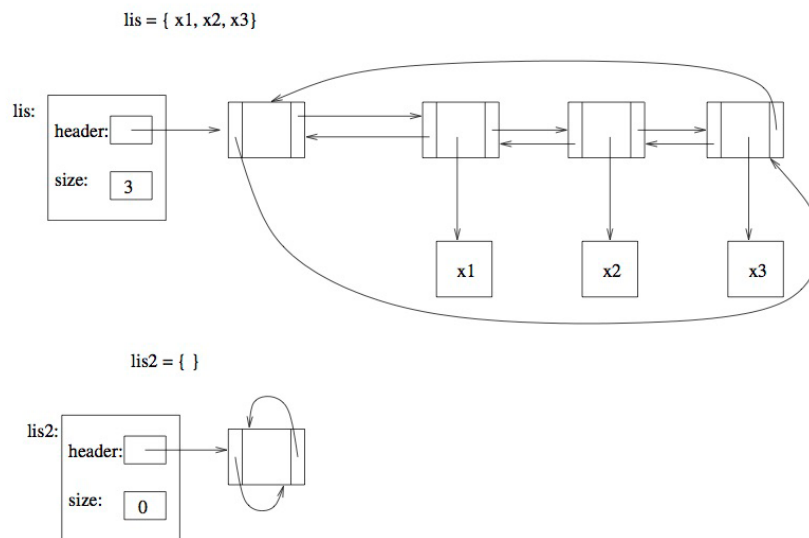 lis = { x1, x2, x3}
lis:
header:
size: 3
x1 x2 x3
lis2 = { }
lis2:
header:
size: 0